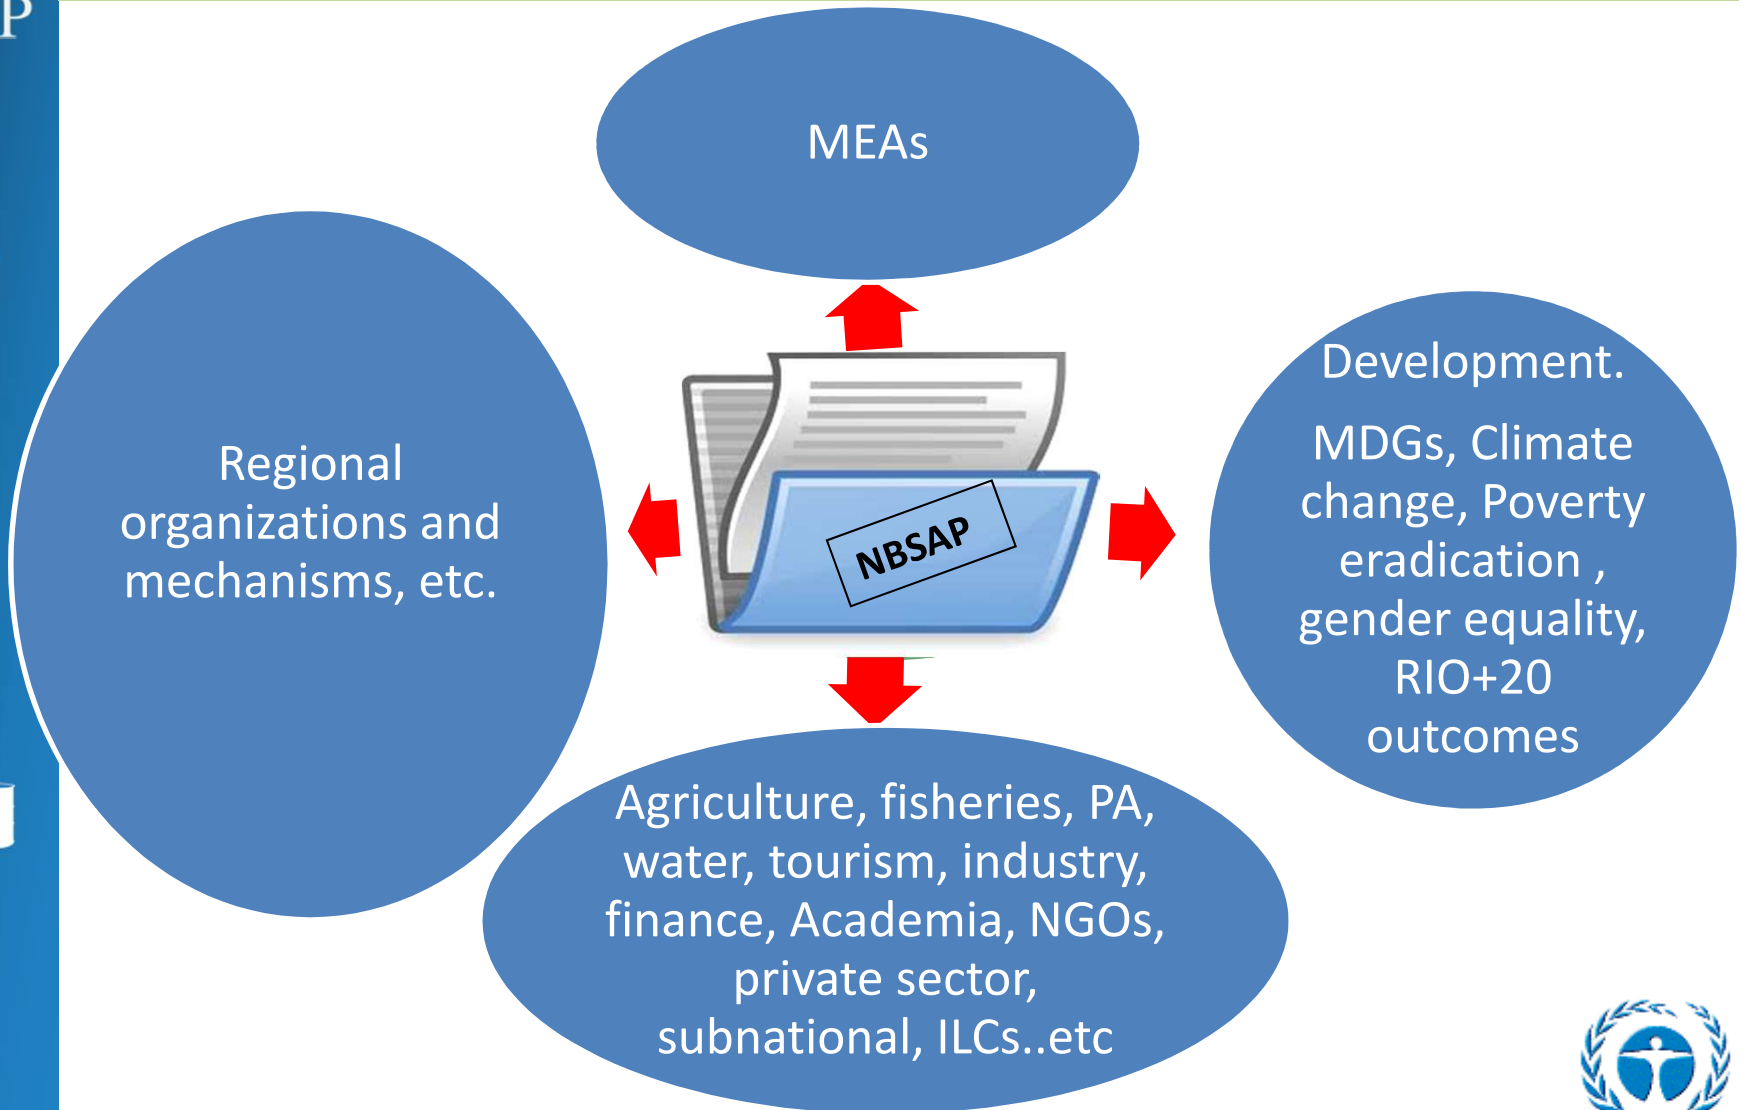 P
MEAs
Regional
organizations and
mechanisms, etc.
NBSAP
Development.
MDGs, Climate
change, Poverty
eradication ,
gender equality,
RIO+20
outcomes
Agriculture, fisheries, PA,
water, tourism, industry,
finance, Academia, NGOs,
private sector,
subnational, ILCs..etc